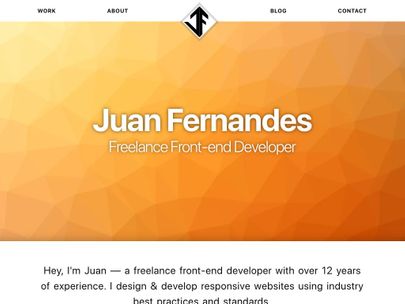 WORK ABOUT BLOG CONTACT
Juan Fernandes
Freelance Front-end Developer
Hey, I'm Juan — a freelance front-end developer with over 12 years
of experience. I design & develop responsive websites using industry
best practices and standards.